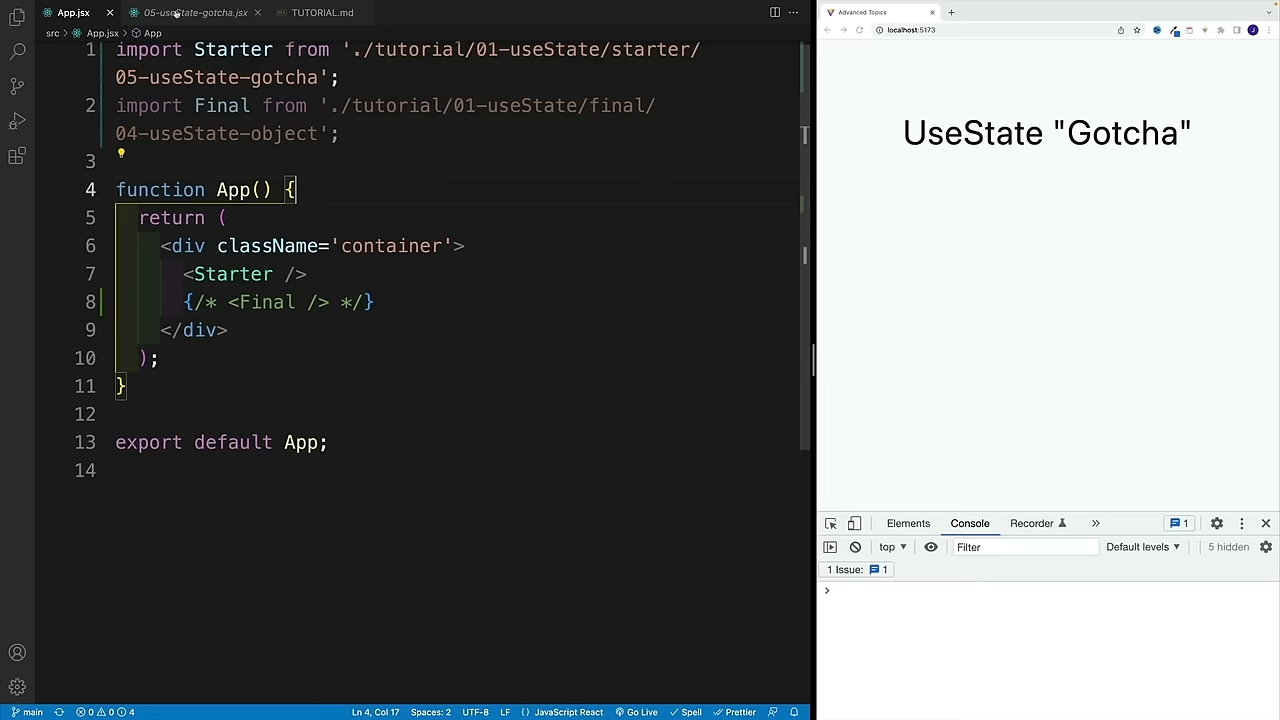 App.jsx
05-useState-gotcha.jsx
TUTORIAL.md
src > App.jsx > App
1 import Starter from './tutorial/01-useState/starter/
05-useState-gotcha';
2 import Final from './tutorial/01-useState/final/
04-useState-object';
3
4 function App() {
5 return (
6 <div className='container'>
7 <Starter />
8 {/* <Final /> */}
9 </div>
10 );
11 }
12
13 export default App;
14
main
0 0 4
Ln 4, Col 17
Spaces: 2
UTF-8
LF
{} JavaScript React
Go Live
Spell
Prettier
Advanced Topics
localhost:5173
J
UseState "Gotcha"
Elements
Console
Recorder
1
top
Filter
Default levels
5 hidden
1 Issue: 1